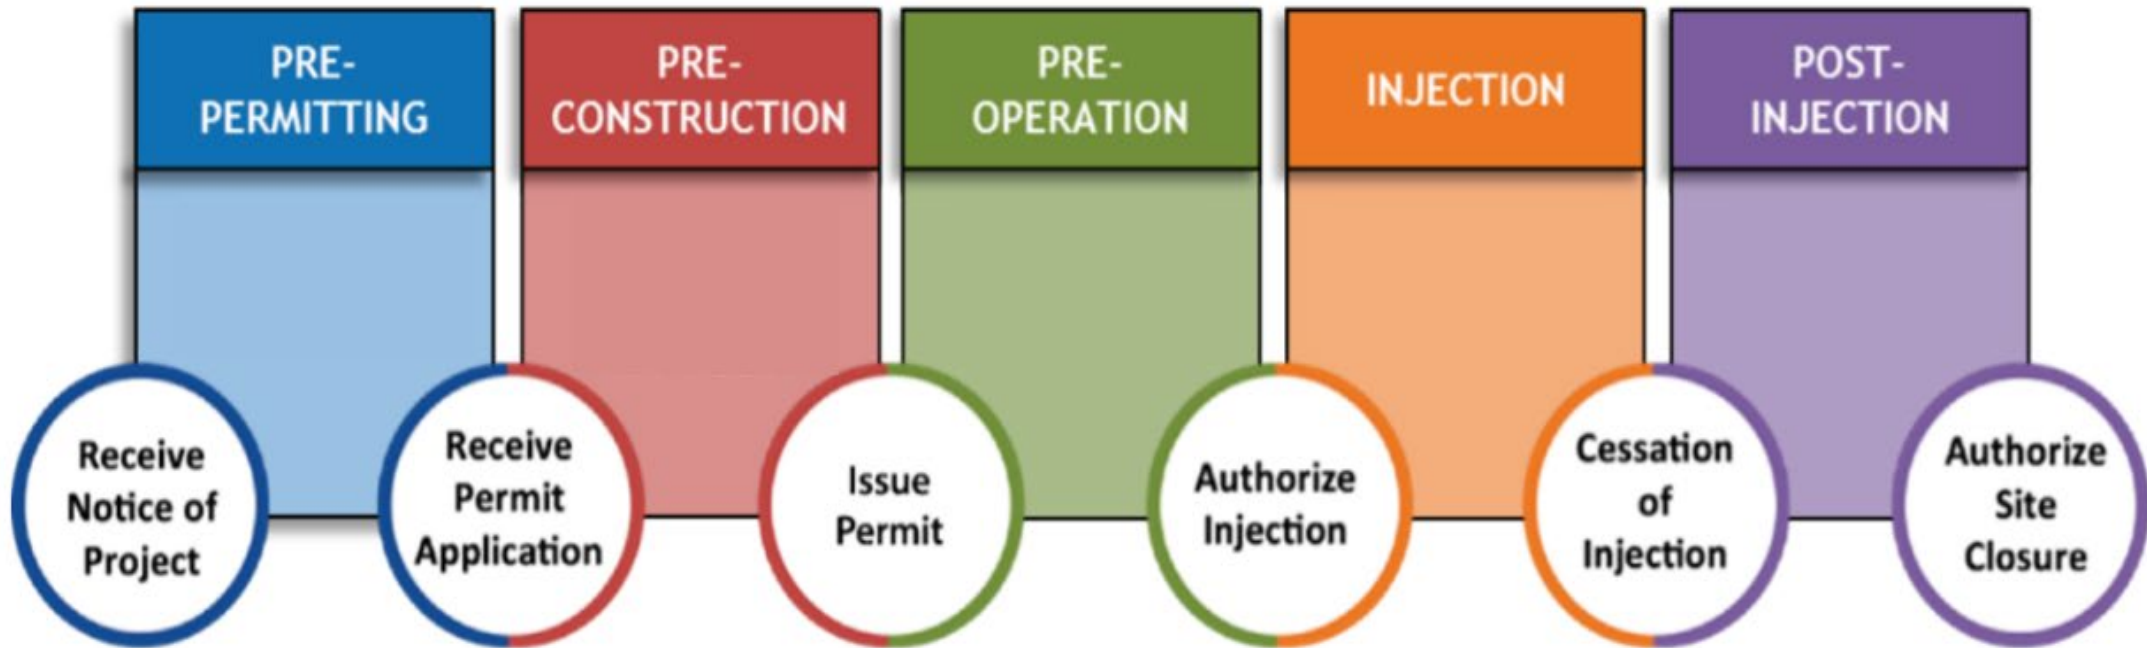 PRE-
PERMITTING
PRE-
CONSTRUCTION
PRE-
OPERATION
INJECTION
POST-
INJECTION
Receive
Notice of
Project
Receive
Permit
Application
Issue
Permit
Authorize
Injection
Cessation
of
Injection
Authorize
Site
Closure